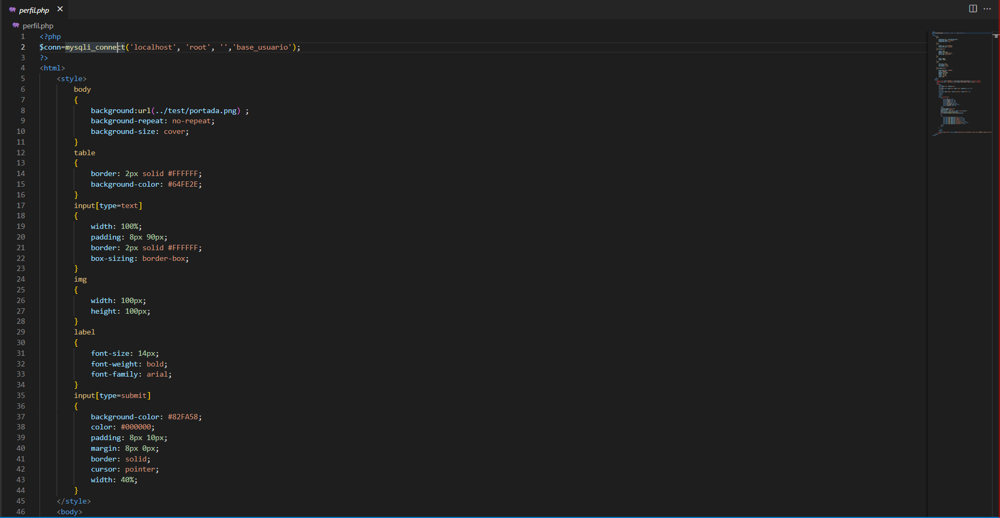 perfil.php
perfil.php
1 <?php
2 $conn=mysqli_connect('localhost', 'root', '','base_usuario');
3 ?>
4 <html>
5 <style>
6 body
7 {
8 background:url(../test/portada.png) ;
9 background-repeat: no-repeat;
10 background-size: cover;
11 }
12 table
13 {
14 border: 2px solid #FFFFFF;
15 background-color: #64FE2E;
16 }
17 input[type=text]
18 {
19 width: 100%;
20 padding: 8px 90px;
21 border: 2px solid #FFFFFF;
22 box-sizing: border-box;
23 }
24 img
25 {
26 width: 100px;
27 height: 100px;
28 }
29 label
30 {
31 font-size: 14px;
32 font-weight: bold;
33 font-family: arial;
34 }
35 input[type=submit]
36 {
37 background-color: #82FA58;
38 color: #000000;
39 padding: 8px 10px;
40 margin: 8px 0px;
41 border: solid;
42 cursor: pointer;
43 width: 40%;
44 }
45 </style>
46 <body>